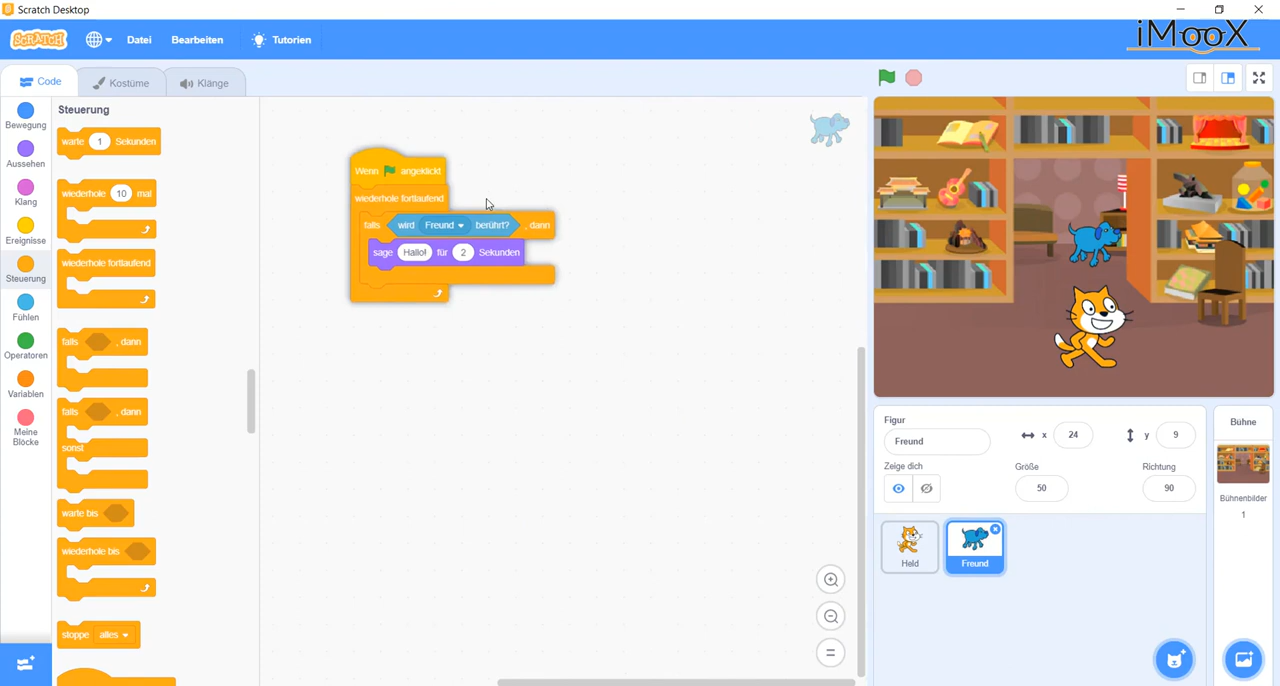 Scratch Desktop
SCRATCH
Datei
Bearbeiten
Tutorien
iMooX
Code
Kostüme
Klänge
Bewegung
Aussehen
Klang
Ereignisse
Steuerung
Fühlen
Operatoren
Variablen
Meine
Blöcke
Steuerung
warte 1 Sekunden
wiederhole 10 mal
wiederhole fortlaufend
falls , dann
falls , dann
sonst
warte bis
wiederhole bis
stoppe alles
Wenn angeklickt
wiederhole fortlaufend
falls wird Freund berührt? , dann
sage Hallo! für 2 Sekunden
Figur
Freund
x 24
y 9
Zeige dich
Größe
50
Richtung
90
Held
Freund
Bühne
Bühnenbilder
1